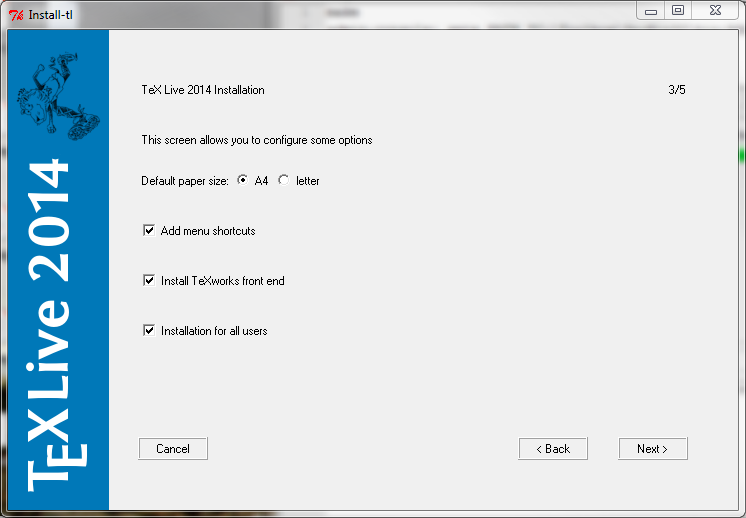 Install-tl
TeX Live 2014
TeX Live 2014 Installation 3/5
This screen allows you to configure some options
Default paper size: A4 letter
Add menu shortcuts
Install TeXworks front end
Installation for all users
Cancel < Back Next >